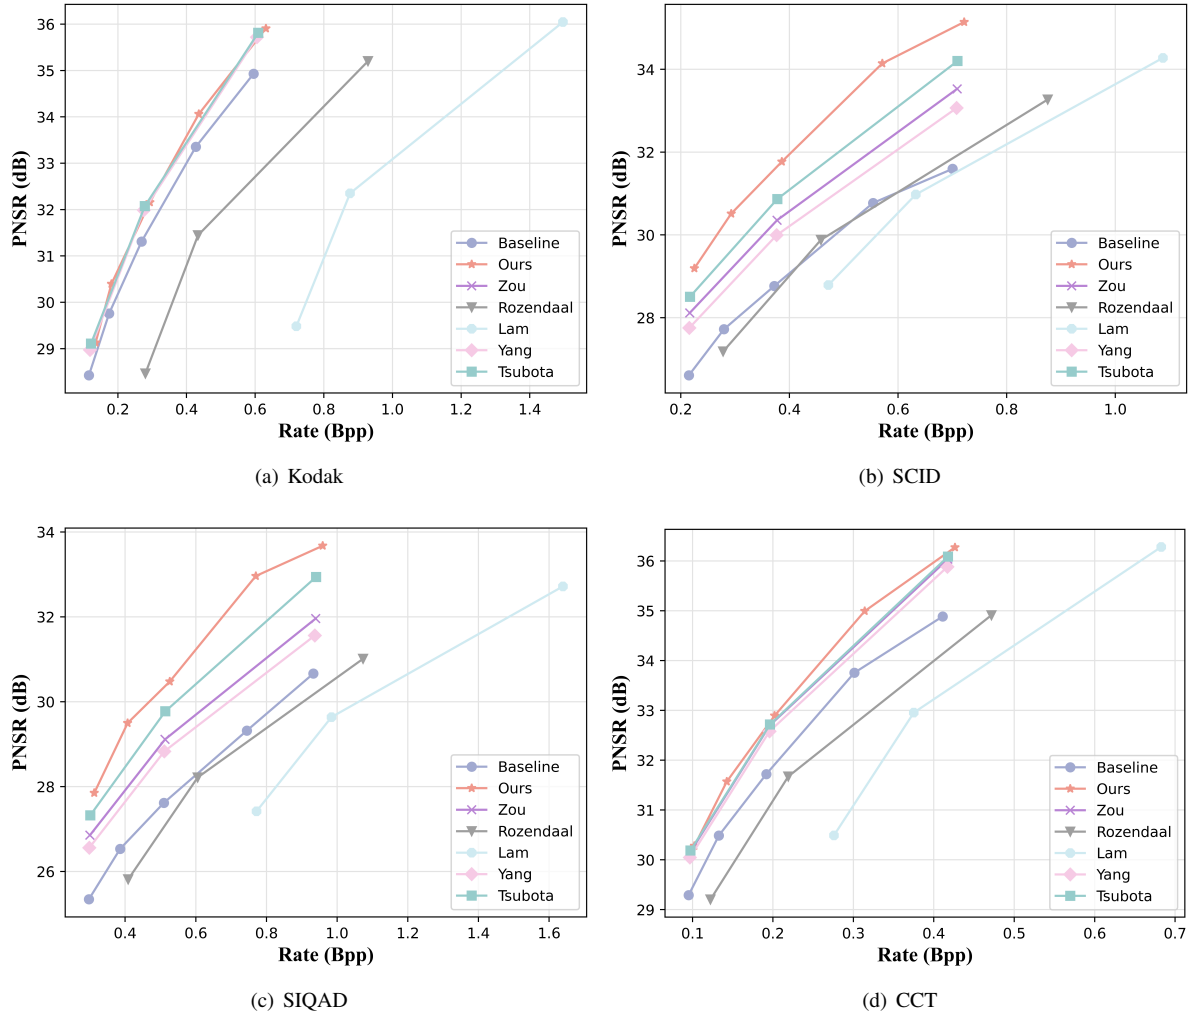 36
35
34
33
32
31
30
29
PNSR (dB)
0.2 0.4 0.6 0.8 1.0 1.2 1.4
Rate (Bpp)
Baseline
Ours
Zou
Rozendaal
Lam
Yang
Tsubota
(a) Kodak
34
32
30
28
PNSR (dB)
0.2 0.4 0.6 0.8 1.0
Rate (Bpp)
Baseline
Ours
Zou
Rozendaal
Lam
Yang
Tsubota
(b) SCID
34
32
30
28
26
PNSR (dB)
0.4 0.6 0.8 1.0 1.2 1.4 1.6
Rate (Bpp)
Baseline
Ours
Zou
Rozendaal
Lam
Yang
Tsubota
(c) SIQAD
36
35
34
33
32
31
30
29
PNSR (dB)
0.1 0.2 0.3 0.4 0.5 0.6 0.7
Rate (Bpp)
Baseline
Ours
Zou
Rozendaal
Lam
Yang
Tsubota
(d) CCT